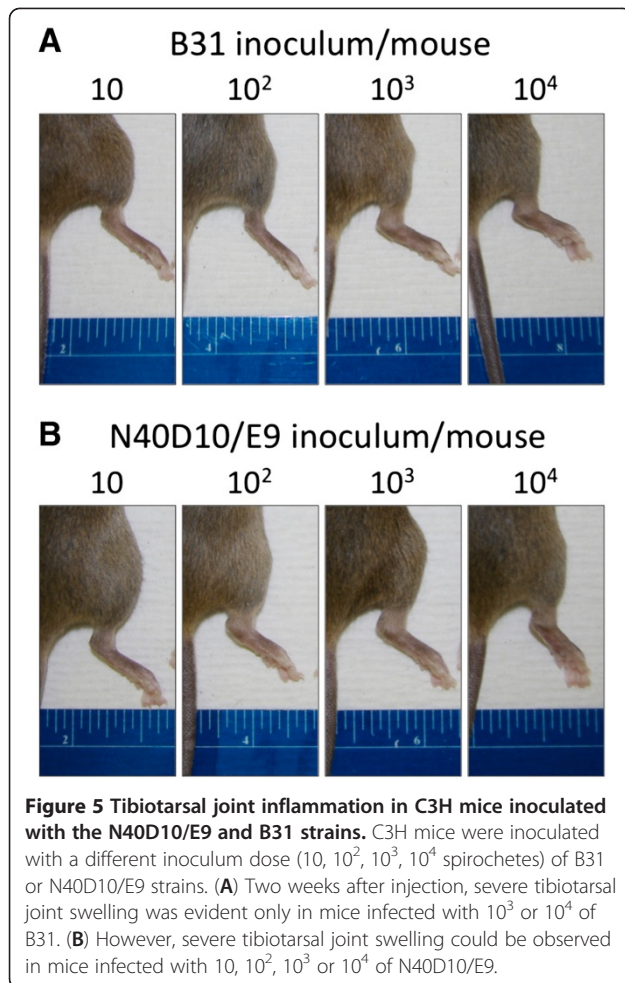 A B31 inoculum/mouse
10 10² 10³ 10⁴
2 4 6 8
B N40D10/E9 inoculum/mouse
10 10² 10³ 10⁴
2 4 6
Figure 5 Tibiotarsal joint inflammation in C3H mice inoculated
with the N40D10/E9 and B31 strains. C3H mice were inoculated
with a different inoculum dose (10, 10², 10³, 10⁴ spirochetes) of B31
or N40D10/E9 strains. (A) Two weeks after injection, severe tibiotarsal
joint swelling was evident only in mice infected with 10³ or 10⁴ of
B31. (B) However, severe tibiotarsal joint swelling could be observed
in mice infected with 10, 10², 10³ or 10⁴ of N40D10/E9.